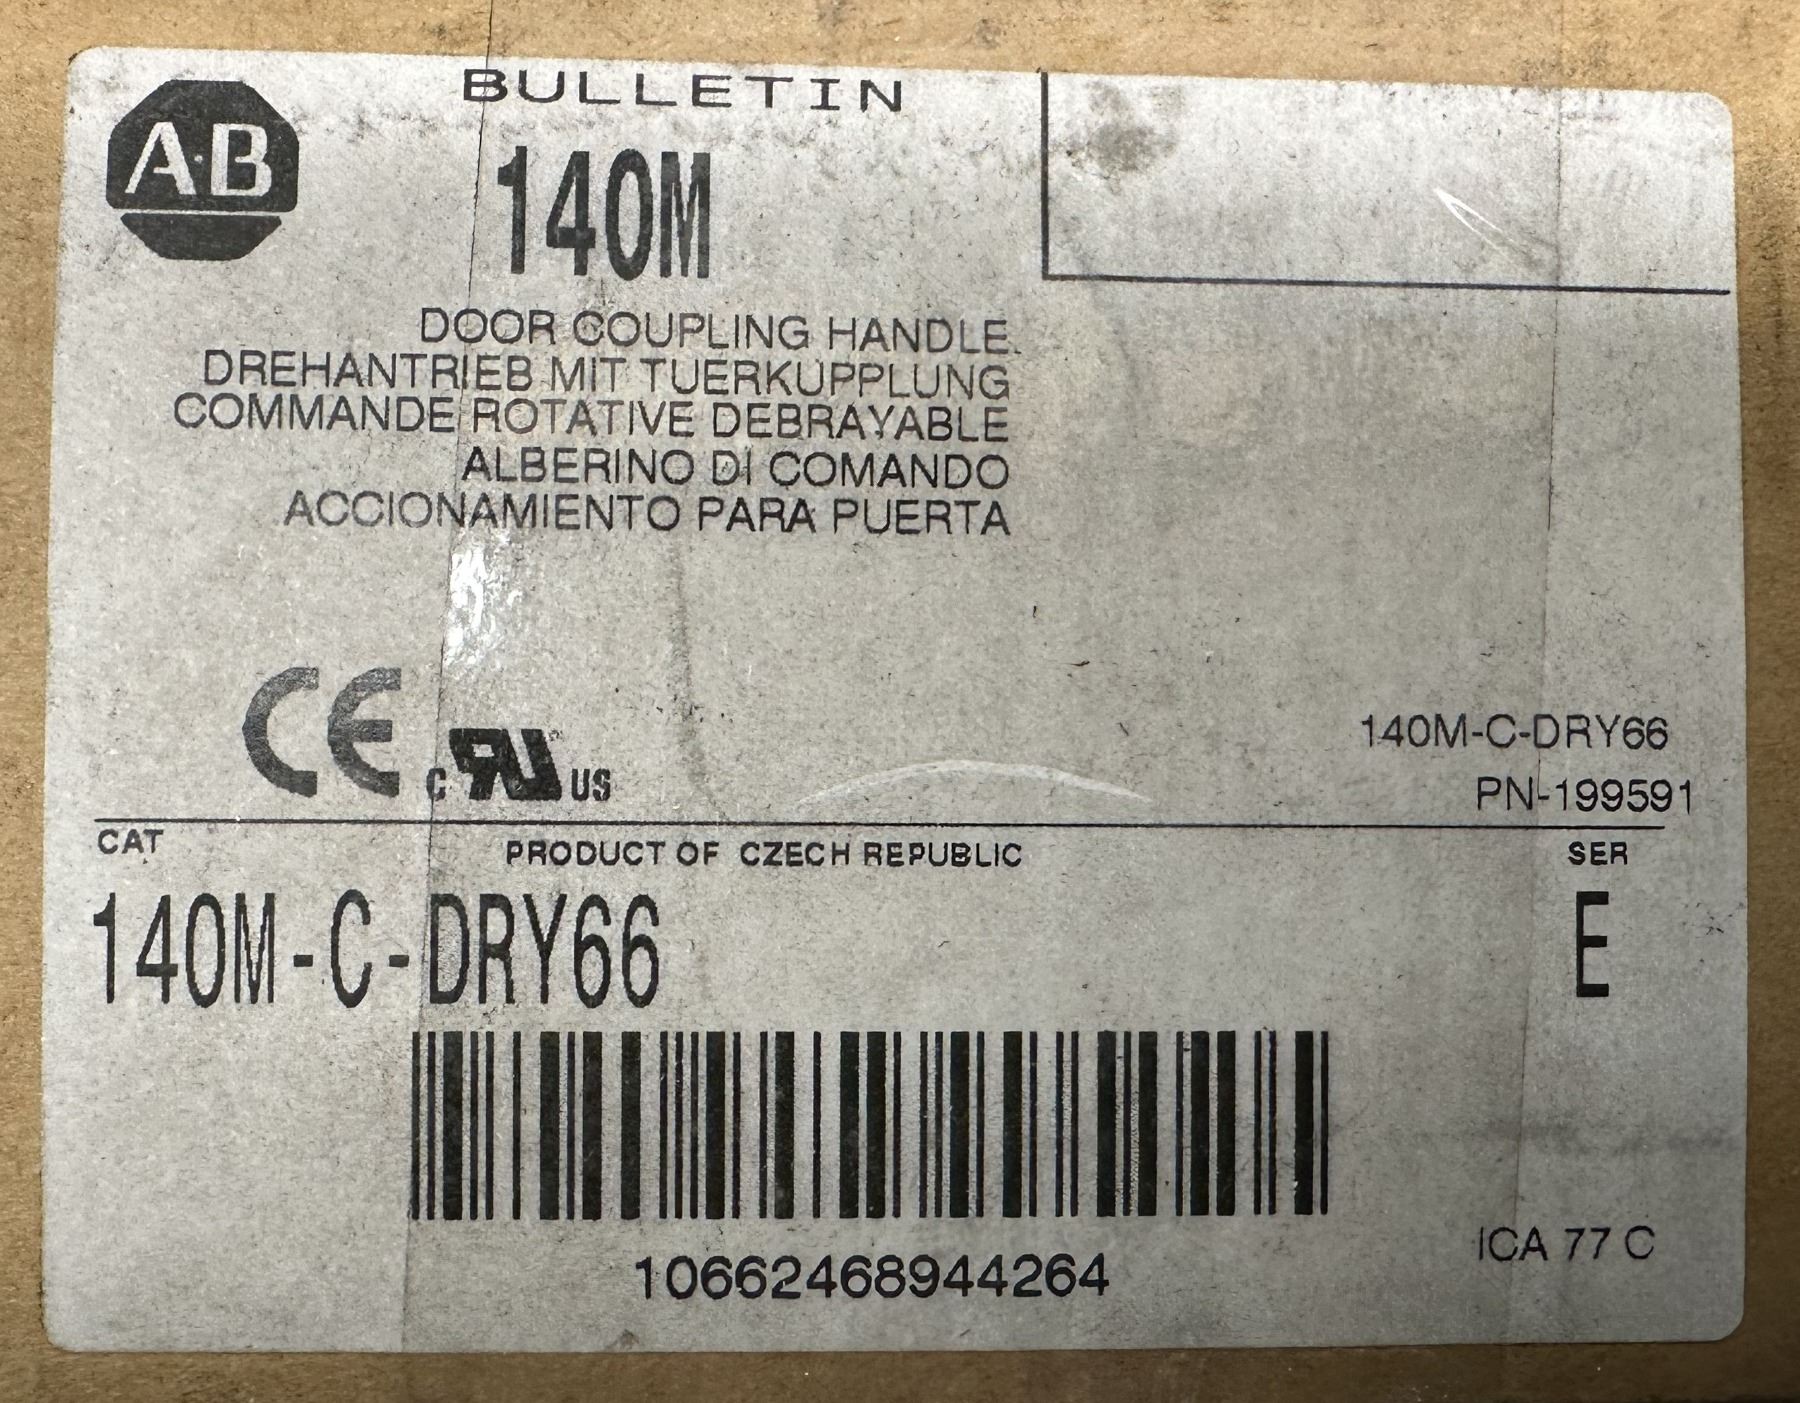 A·B
BULLETIN
140M
DOOR COUPLING HANDLE
DREHANTRIEB MIT TUERKUPPLUNG
COMMANDE ROTATIVE DEBRAYABLE
ALBERINO DI COMANDO
ACCIONAMIENTO PARA PUERTA
CE
c RU US
140M-C-DRY66
PN-199591
CAT
PRODUCT OF CZECH REPUBLIC
SER
140M-C-DRY66
E
10662468944264
ICA 77 C